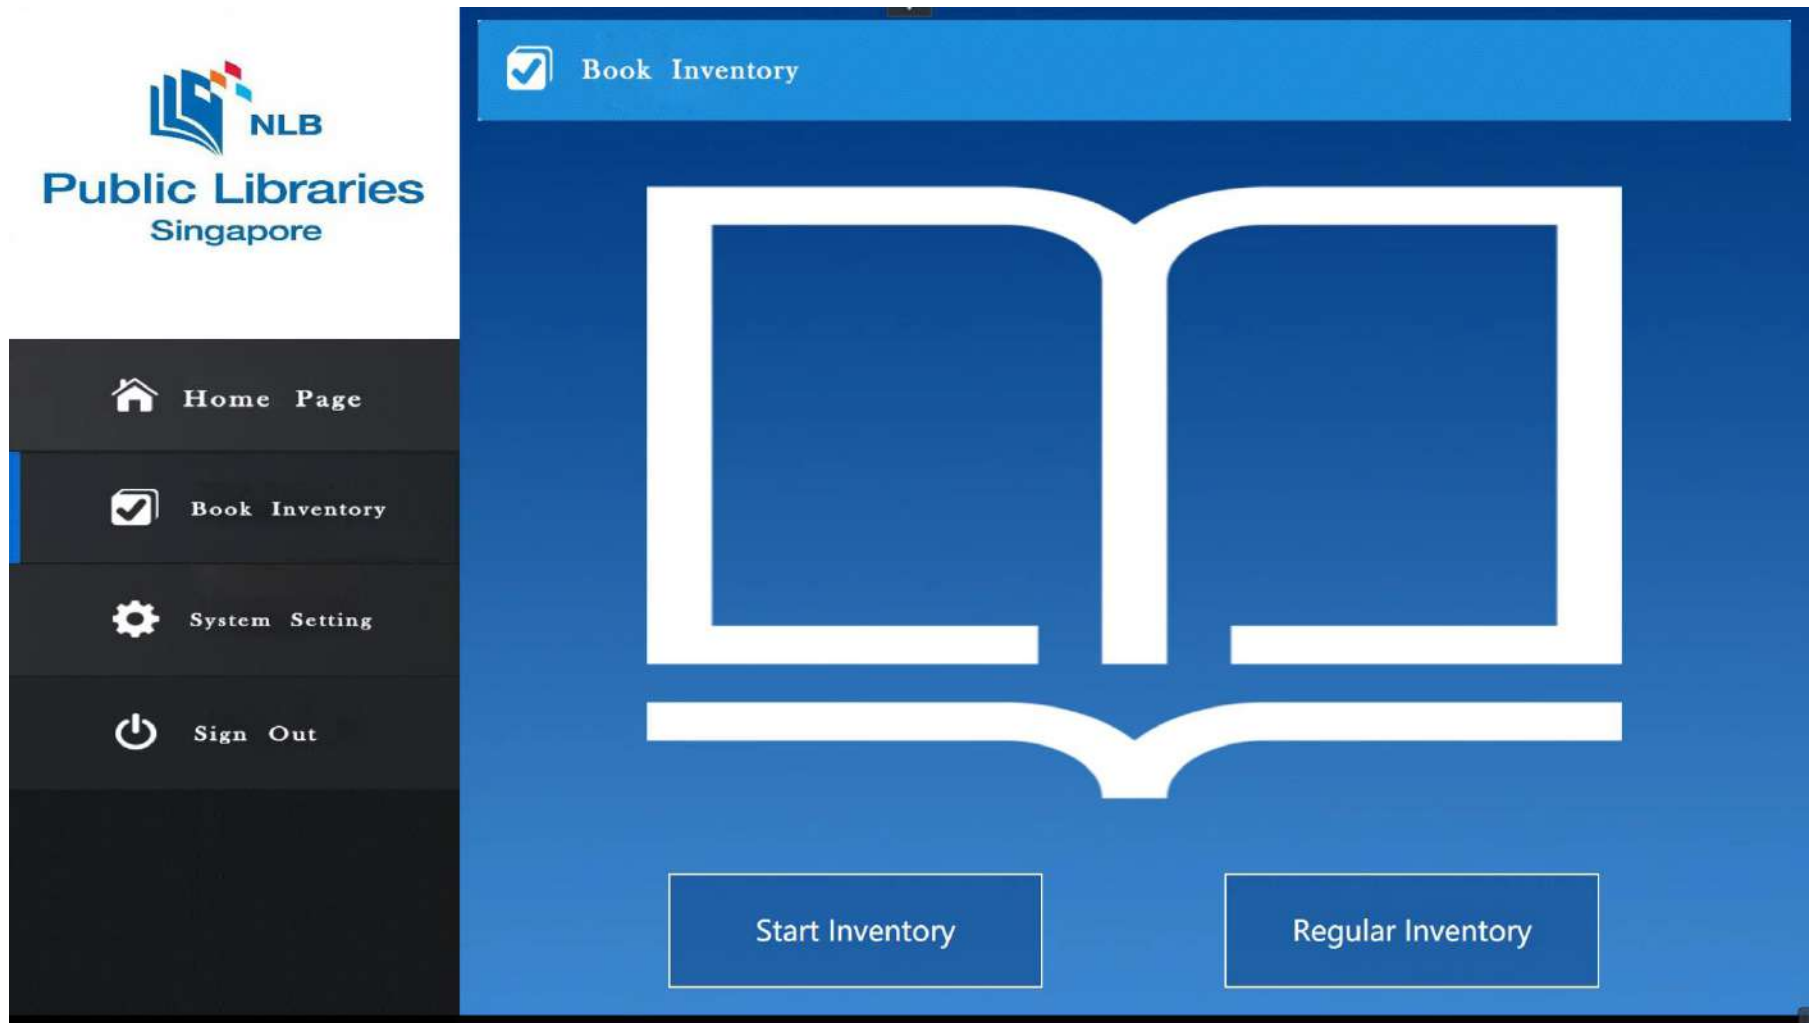 NLB
Public Libraries
Singapore
Home Page
Book Inventory
System Setting
Sign Out
Book Inventory
Start Inventory
Regular Inventory